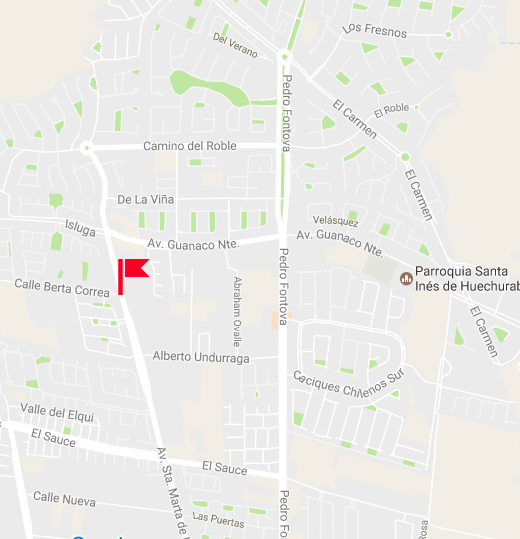 Los Fresnos
Del Verano
Pedro Fontova
El Carmen
El Roble
Camino del Roble
El Carmen
De La Viña
Isluga
Velásquez
Av. Guanaco Nte.
Av. Guanaco Nte.
Pedro Fontova
Parroquia Santa
Inés de Huechurab
Calle Berta Correa
Abraham Ovalle
El Carmen
Alberto Undurraga
Caciques Chilenos Sur
Valle del Elqui
El Sauce
El Sauce
Av. Sta. Marta de
Calle Nueva
Pedro Fo
Las Puertas
Rosa